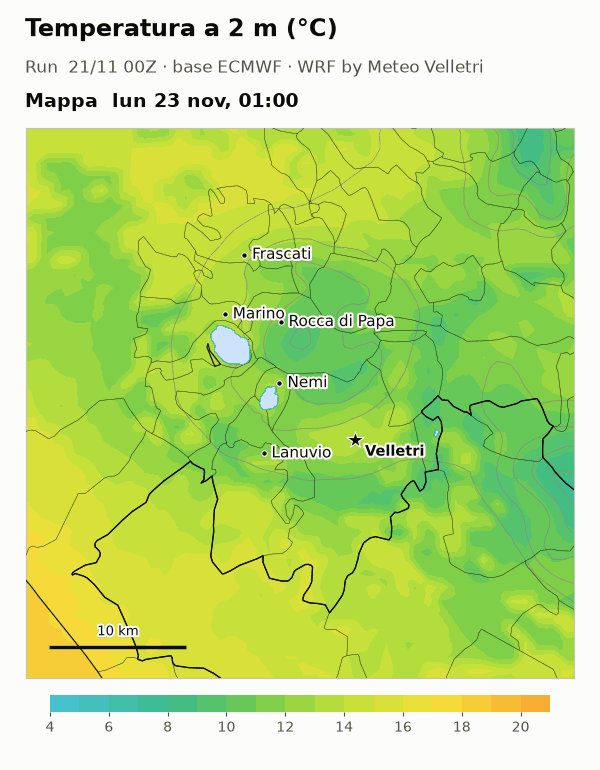 Temperatura a 2 m (°C)
Run  21/11 00Z · base ECMWF · WRF by Meteo Velletri
Mappa  lun 23 nov, 01:00
Frascati
Marino
Rocca di Papa
Nemi
Velletri
Lanuvio
10 km
4 6 8 10 12 14 16 18 20